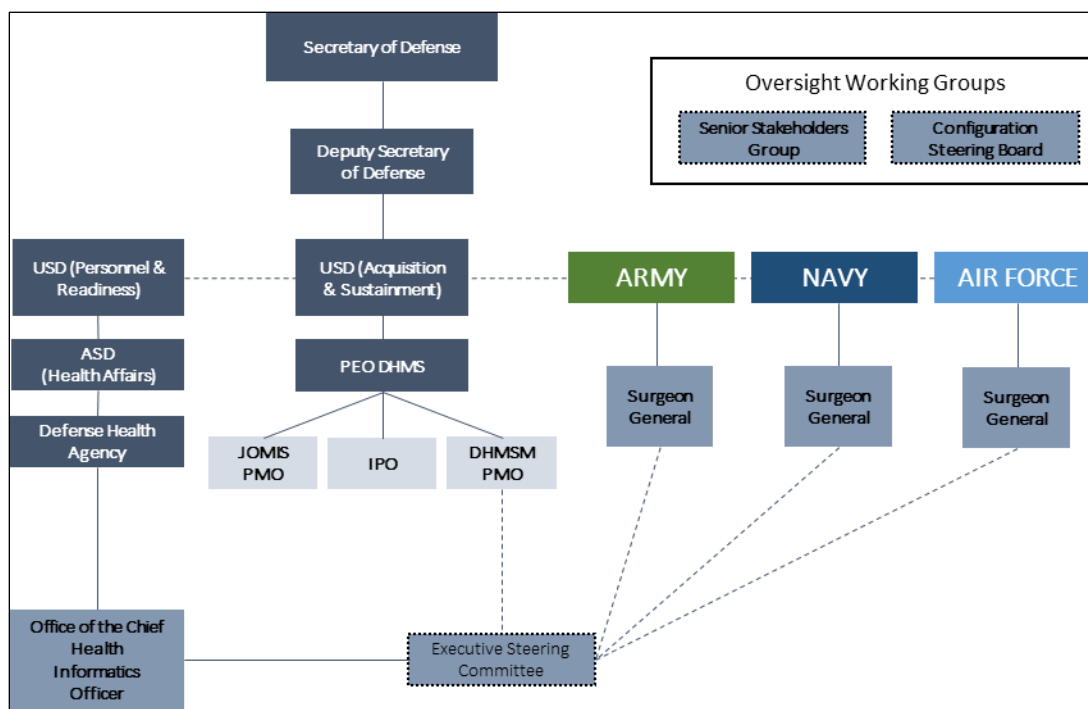 Secretary of Defense
Oversight Working Groups
Senior Stakeholders
Group
Configuration
Steering Board
Deputy Secretary
of Defense
USD (Personnel &
Readiness)
USD (Acquisition
& Sustainment)
ARMY
NAVY
AIR FORCE
ASD
(Health Affairs)
PEO DHMS
Surgeon
General
Surgeon
General
Surgeon
General
Defense Health
Agency
JOMIS
PMO
IPO
DHMSM
PMO
Office of the Chief
Health
Informatics
Officer
Executive Steering
Committee